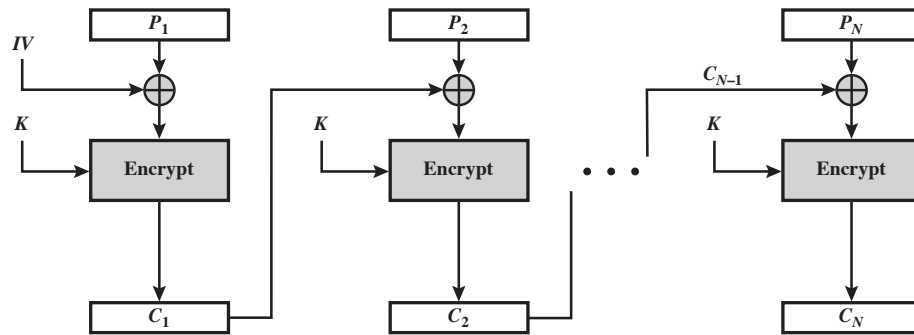 P1 P2 PN
IV
CN–1
K K K
Encrypt Encrypt Encrypt
C1 C2 CN